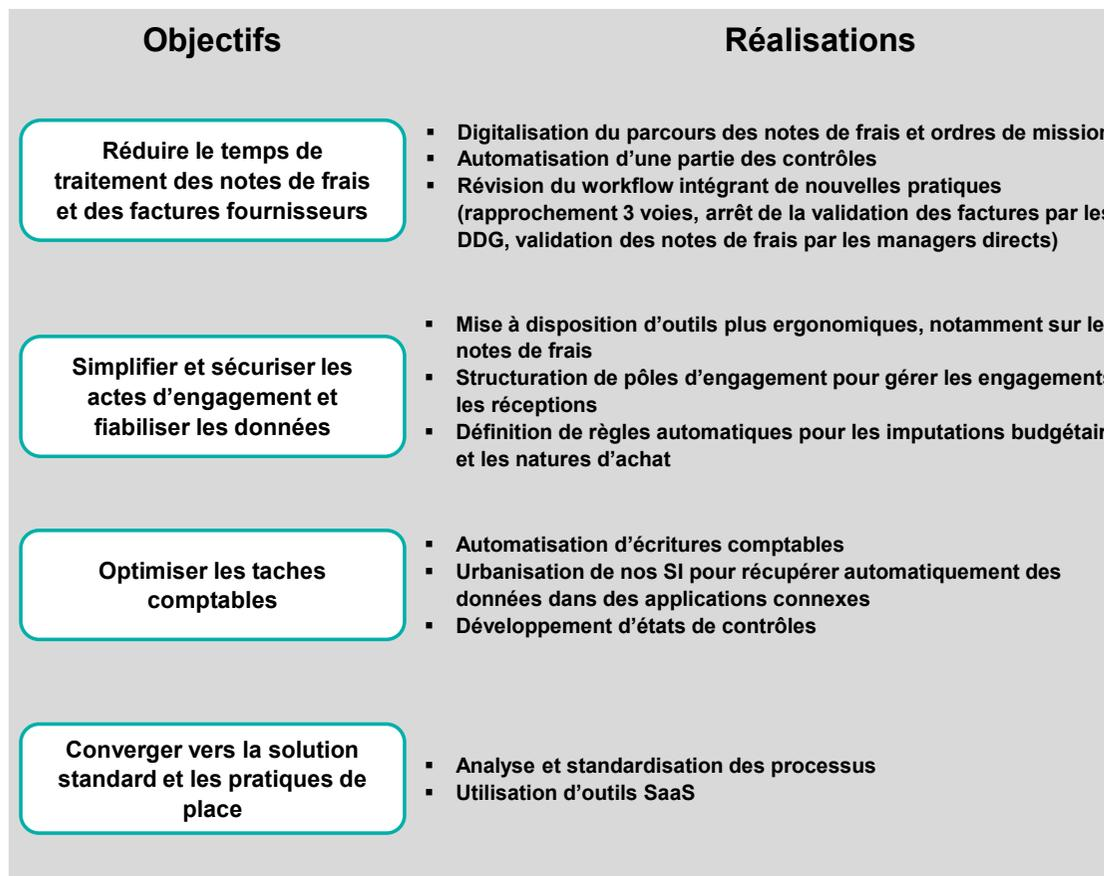 Objectifs
Réalisations
Réduire le temps de
traitement des notes de frais
et des factures fournisseurs
▪ Digitalisation du parcours des notes de frais et ordres de mission
▪ Automatisation d’une partie des contrôles
▪ Révision du workflow intégrant de nouvelles pratiques
(rapprochement 3 voies, arrêt de la validation des factures par les
DDG, validation des notes de frais par les managers directs)
Simplifier et sécuriser les
actes d’engagement et
fiabiliser les données
▪ Mise à disposition d’outils plus ergonomiques, notamment sur le
notes de frais
▪ Structuration de pôles d’engagement pour gérer les engagements
les réceptions
▪ Définition de règles automatiques pour les imputations budgétair
et les natures d’achat
Optimiser les taches
comptables
▪ Automatisation d’écritures comptables
▪ Urbanisation de nos SI pour récupérer automatiquement des
données dans des applications connexes
▪ Développement d’états de contrôles
Converger vers la solution
standard et les pratiques de
place
▪ Analyse et standardisation des processus
▪ Utilisation d’outils SaaS